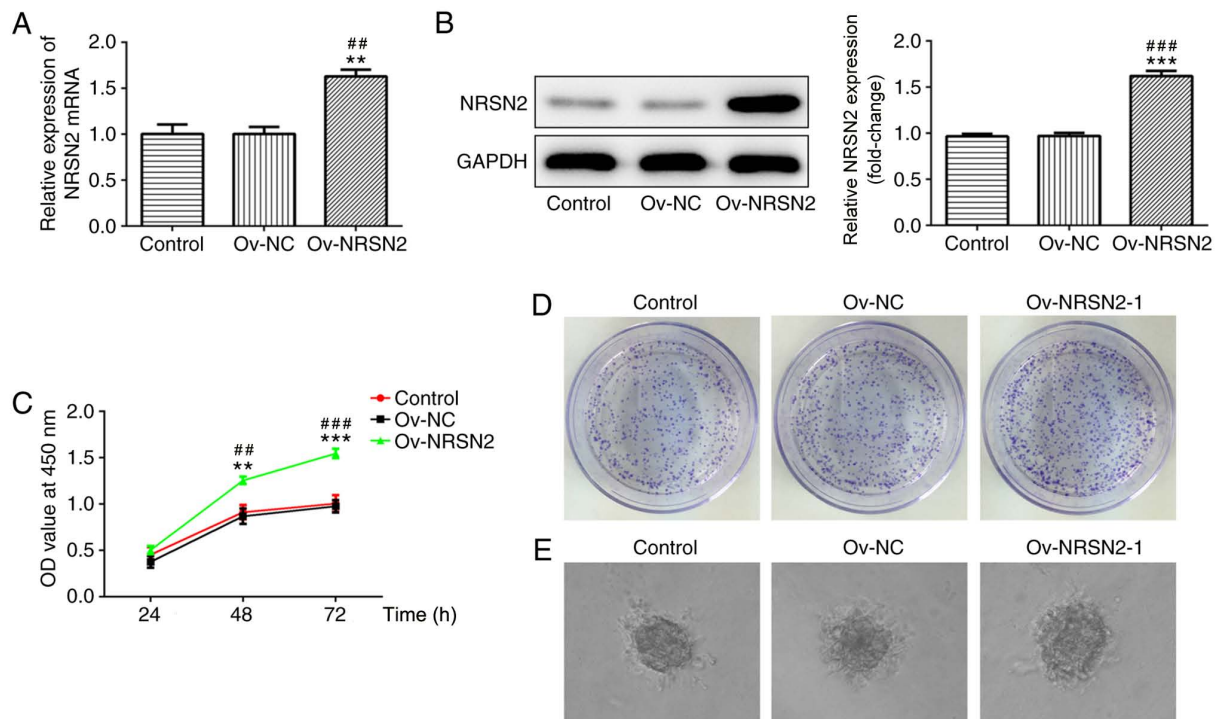 A
Relative expression of
NRSN2 mRNA
2.0
1.5
1.0
0.5
0.0
##
**
Control
Ov-NC
Ov-NRSN2
B
NRSN2
GAPDH
Control
Ov-NC
Ov-NRSN2
Relative NRSN2 expression
(fold-change)
2.0
1.5
1.0
0.5
0.0
###
***
Control
Ov-NC
Ov-NRSN2
C
OD value at 450 nm
2.0
1.5
1.0
0.5
0.0
Control
Ov-NC
Ov-NRSN2
##
**
###
***
24
48
72
Time (h)
D
Control
Ov-NC
Ov-NRSN2-1
E
Control
Ov-NC
Ov-NRSN2-1